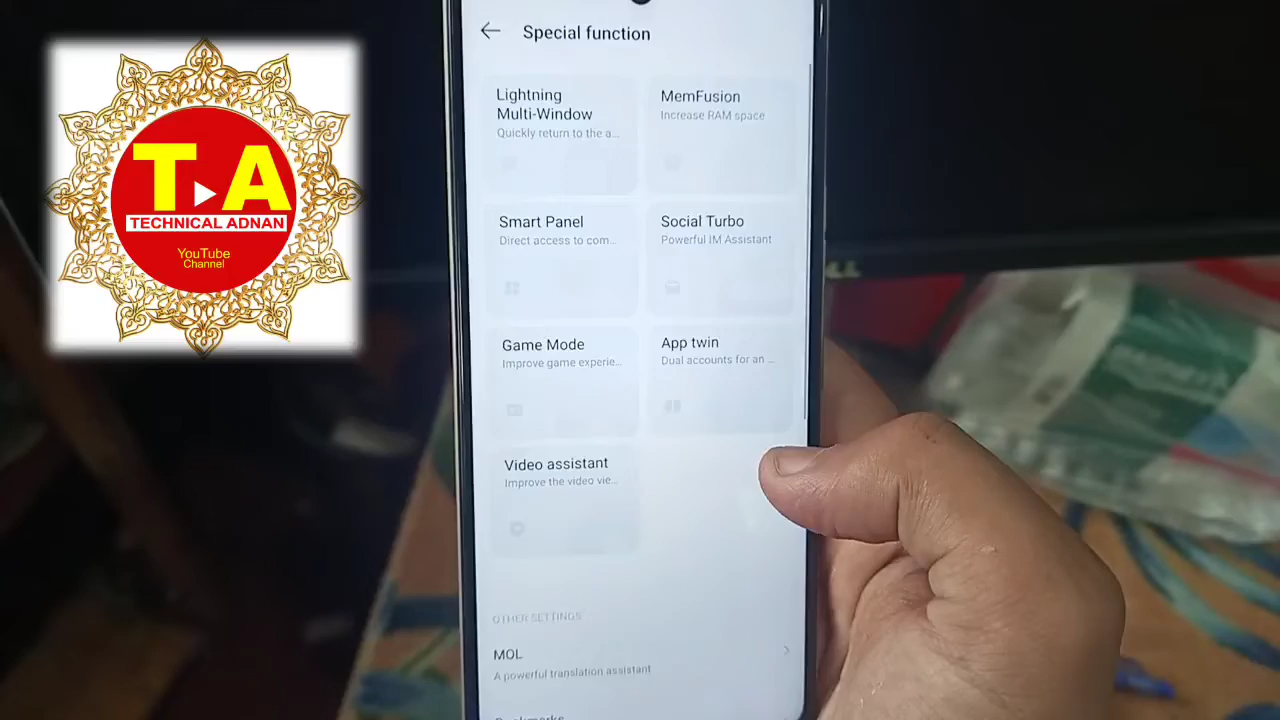 T A
TECHNICAL ADNAN
YouTube
Channel
Special function
Lightning
Multi-Window
Quickly return to the a...
MemFusion
Increase RAM space
Smart Panel
Direct access to com...
Social Turbo
Powerful IM Assistant
Game Mode
Improve game experie...
App twin
Dual accounts for an ...
Video assistant
Improve the video vie...
OTHER SETTINGS
MOL
A powerful translation assistant
Bookmarks